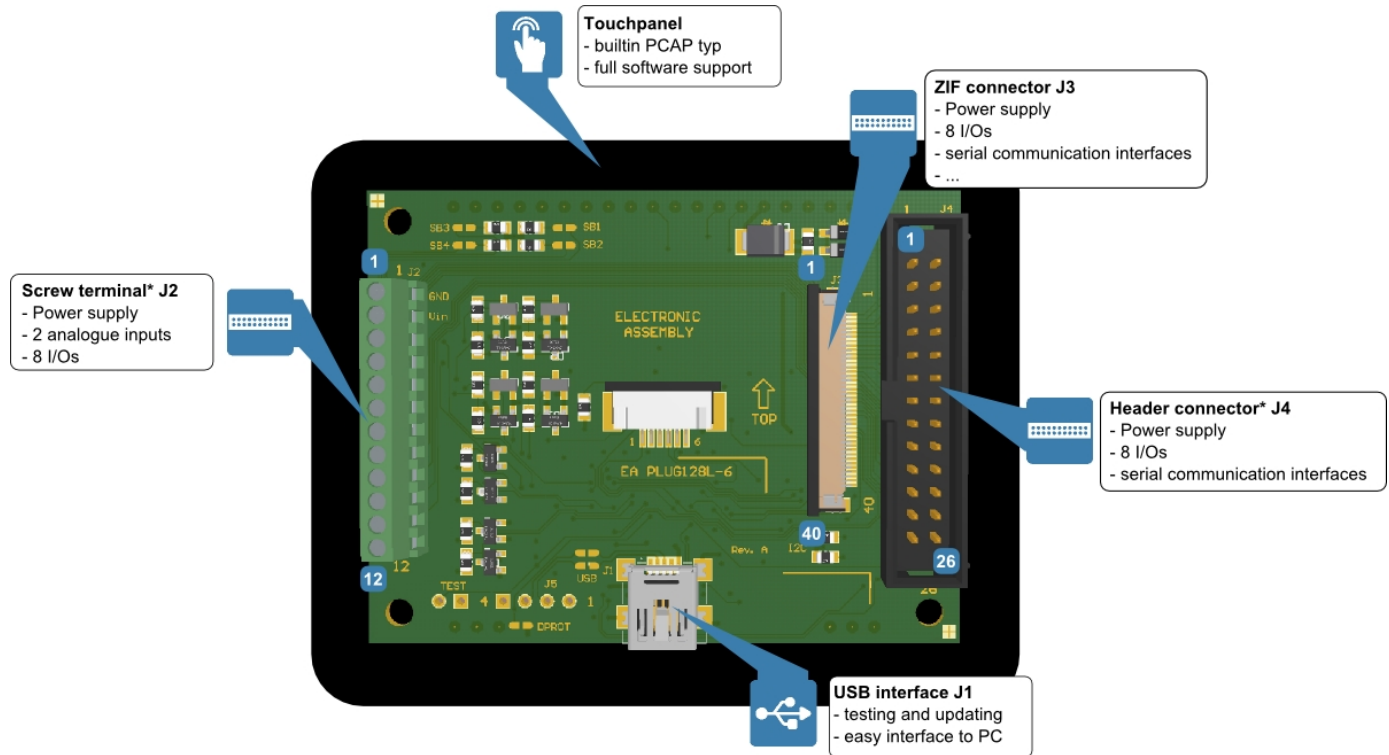 Touchpanel
- builtin PCAP typ
- full software support
ZIF connector J3
- Power supply
- 8 I/Os
- serial communication interfaces
- ...
Screw terminal* J2
- Power supply
- 2 analogue inputs
- 8 I/Os
Header connector* J4
- Power supply
- 8 I/Os
- serial communication interfaces
USB interface J1
- testing and updating
- easy interface to PC
1
1 J2
GND
Vin
12
12
SB3
SB4
SB1
SB2
ELECTRONIC
ASSEMBLY
TOP
1 6
EA PLUG128L-6
1
1
40
40
1 J4
1
26
26
Rev. A
I2C
USB
J1
TEST
4 J5 1
DPROT